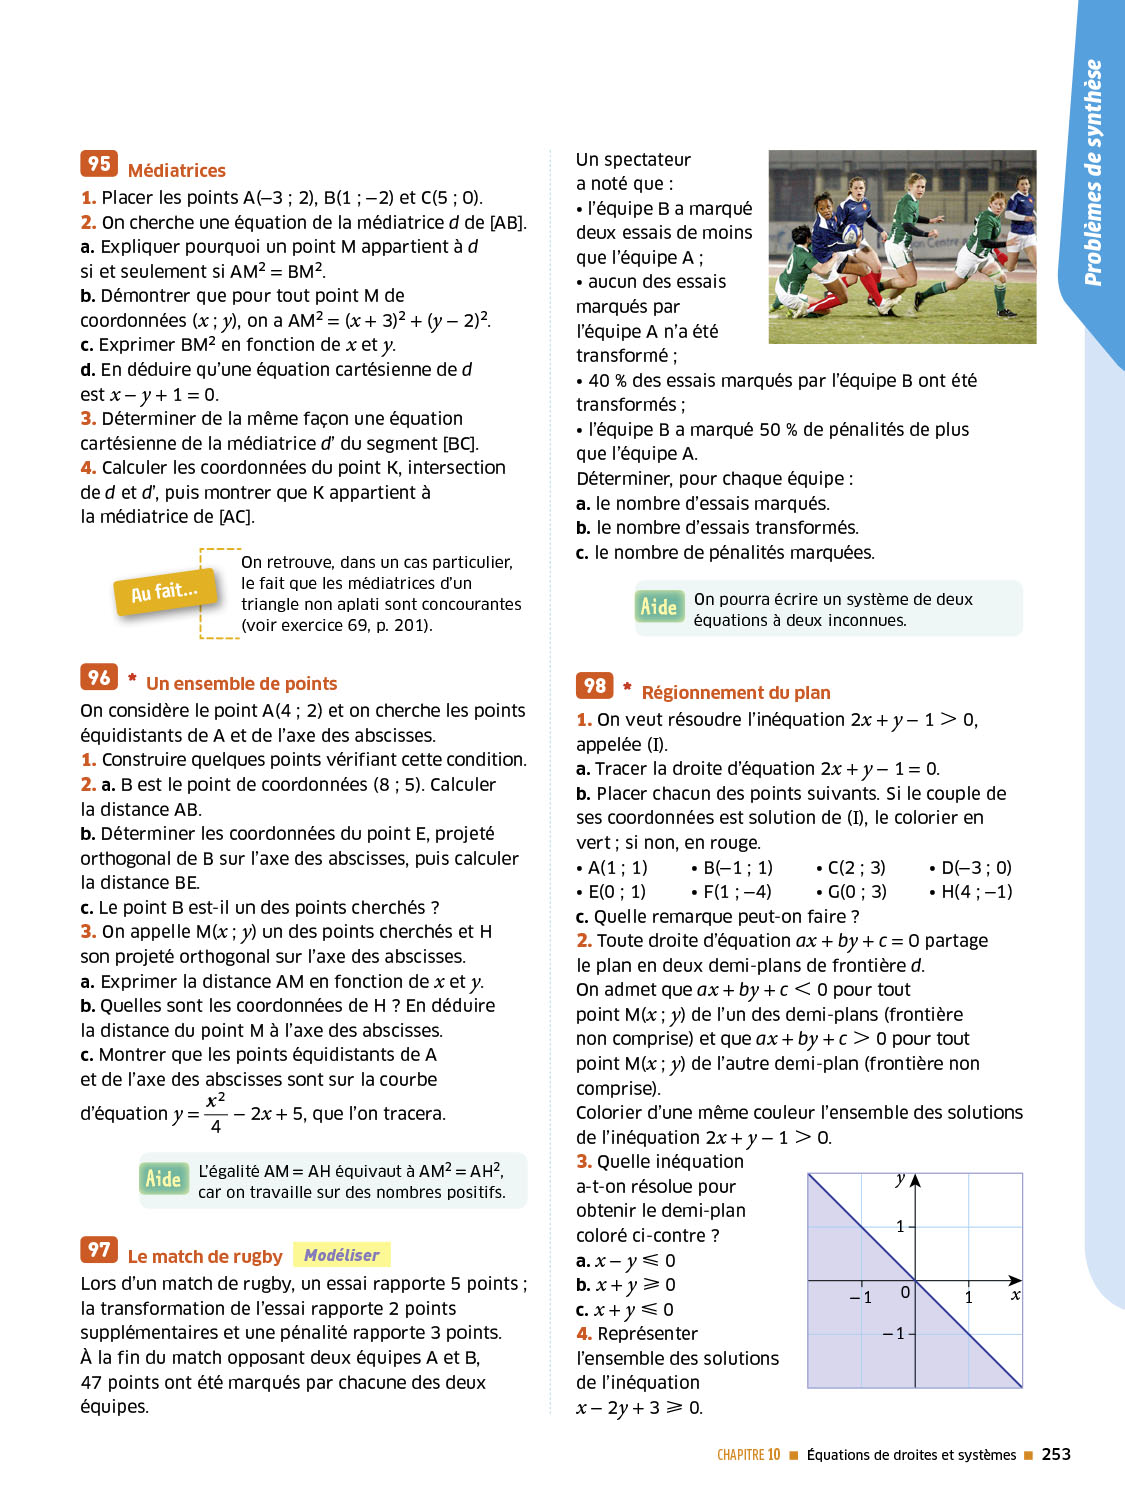 Problèmes de synthèse
95 Médiatrices
1. Placer les points A(–3 ; 2), B(1 ; –2) et C(5 ; 0).
2. On cherche une équation de la médiatrice d de [AB].
a. Expliquer pourquoi un point M appartient à d
si et seulement si AM² = BM².
b. Démontrer que pour tout point M de
coordonnées (x ; y), on a AM² = (x + 3)² + (y – 2)².
c. Exprimer BM² en fonction de x et y.
d. En déduire qu'une équation cartésienne de d
est x – y + 1 = 0.
3. Déterminer de la même façon une équation
cartésienne de la médiatrice d' du segment [BC].
4. Calculer les coordonnées du point K, intersection
de d et d', puis montrer que K appartient à
la médiatrice de [AC].
Au fait...
On retrouve, dans un cas particulier,
le fait que les médiatrices d'un
triangle non aplati sont concourantes
(voir exercice 69, p. 201).
96 * Un ensemble de points
On considère le point A(4 ; 2) et on cherche les points
équidistants de A et de l'axe des abscisses.
1. Construire quelques points vérifiant cette condition.
2. a. B est le point de coordonnées (8 ; 5). Calculer
la distance AB.
b. Déterminer les coordonnées du point E, projeté
orthogonal de B sur l'axe des abscisses, puis calculer
la distance BE.
c. Le point B est-il un des points cherchés ?
3. On appelle M(x ; y) un des points cherchés et H
son projeté orthogonal sur l'axe des abscisses.
a. Exprimer la distance AM en fonction de x et y.
b. Quelles sont les coordonnées de H ? En déduire
la distance du point M à l'axe des abscisses.
c. Montrer que les points équidistants de A
et de l'axe des abscisses sont sur la courbe
d'équation y = x²/4 – 2x + 5, que l'on tracera.
Aide
L'égalité AM = AH équivaut à AM² = AH²,
car on travaille sur des nombres positifs.
97 Le match de rugby Modéliser
Lors d'un match de rugby, un essai rapporte 5 points ;
la transformation de l'essai rapporte 2 points
supplémentaires et une pénalité rapporte 3 points.
À la fin du match opposant deux équipes A et B,
47 points ont été marqués par chacune des deux
équipes.
Un spectateur
a noté que :
• l'équipe B a marqué
deux essais de moins
que l'équipe A ;
• aucun des essais
marqués par
l'équipe A n'a été
transformé ;
• 40 % des essais marqués par l'équipe B ont été
transformés ;
• l'équipe B a marqué 50 % de pénalités de plus
que l'équipe A.
Déterminer, pour chaque équipe :
a. le nombre d'essais marqués.
b. le nombre d'essais transformés.
c. le nombre de pénalités marquées.
Aide
On pourra écrire un système de deux
équations à deux inconnues.
98 * Régionnement du plan
1. On veut résoudre l'inéquation 2x + y – 1 > 0,
appelée (I).
a. Tracer la droite d'équation 2x + y – 1 = 0.
b. Placer chacun des points suivants. Si le couple de
ses coordonnées est solution de (I), le colorier en
vert ; si non, en rouge.
• A(1 ; 1) • B(–1 ; 1) • C(2 ; 3) • D(–3 ; 0)
• E(0 ; 1) • F(1 ; –4) • G(0 ; 3) • H(4 ; –1)
c. Quelle remarque peut-on faire ?
2. Toute droite d'équation ax + by + c = 0 partage
le plan en deux demi-plans de frontière d.
On admet que ax + by + c < 0 pour tout
point M(x ; y) de l'un des demi-plans (frontière
non comprise) et que ax + by + c > 0 pour tout
point M(x ; y) de l'autre demi-plan (frontière non
comprise).
Colorier d'une même couleur l'ensemble des solutions
de l'inéquation 2x + y – 1 > 0.
3. Quelle inéquation
a-t-on résolue pour
obtenir le demi-plan
coloré ci-contre ?
a. x – y ⩽ 0
b. x + y ⩾ 0
c. x + y ⩽ 0
4. Représenter
l'ensemble des solutions
de l'inéquation
x – 2y + 3 ⩾ 0.
y
1
–1 0 1 x
–1
CHAPITRE 10 ■ Équations de droites et systèmes ■ 253